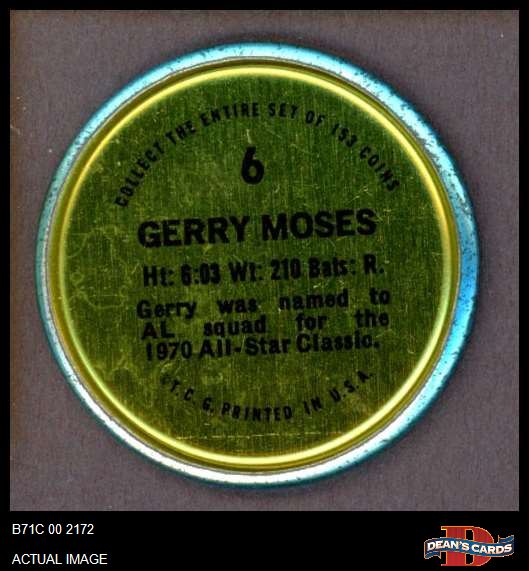 COLLECT THE ENTIRE SET OF 153 COINS
6
GERRY MOSES
Ht: 6:03 Wt: 210 Bats: R.
Gerry was named to
AL squad for the
1970 All-Star Classic.
T. C. G. PRINTED IN U.S.A.
B71C 00 2172
ACTUAL IMAGE
D
DEAN'S CARDS